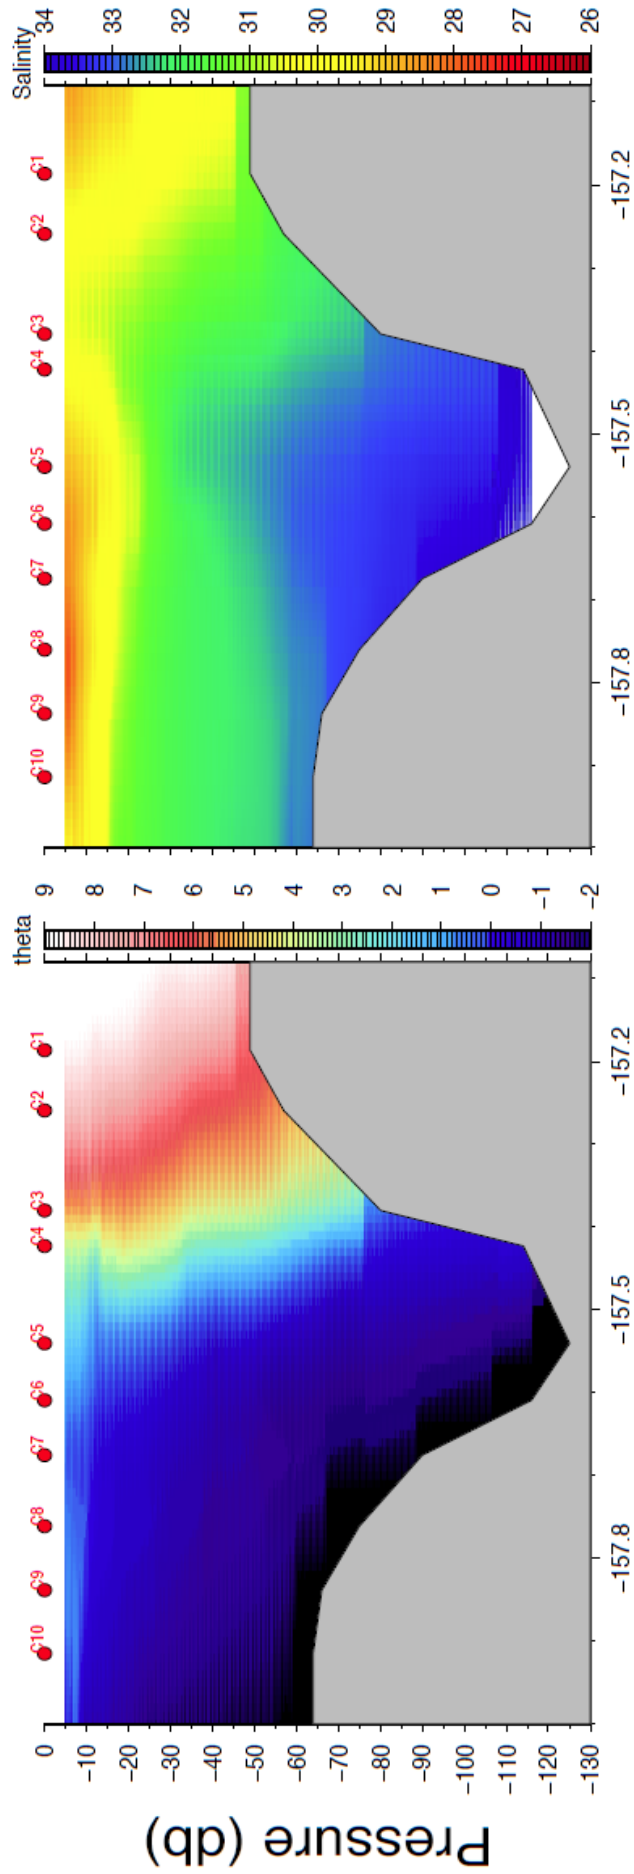 Salinity
34
33
32
31
30
29
28
27
26
C10
C9
C8
C7
C6
C5
C4
C3
C2
C1
-157.8
-157.5
-157.2
theta
9
8
7
6
5
4
3
2
1
0
-1
-2
C10
C9
C8
C7
C6
C5
C4
C3
C2
C1
0
-10
-20
-30
-40
-50
-60
-70
-80
-90
-100
-110
-120
-130
-157.8
-157.5
-157.2
Pressure (db)